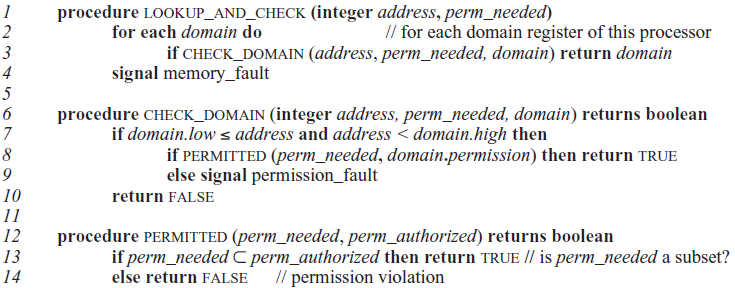 1 procedure LOOKUP_AND_CHECK (integer address, perm_needed)
2 for each domain do // for each domain register of this processor
3 if CHECK_DOMAIN (address, perm_needed, domain) return domain
4 signal memory_fault
5
6 procedure CHECK_DOMAIN (integer address, perm_needed, domain) returns boolean
7 if domain.low ≤ address and address < domain.high then
8 if PERMITTED (perm_needed, domain.permission) then return TRUE
9 else signal permission_fault
10 return FALSE
11
12 procedure PERMITTED (perm_needed, perm_authorized) returns boolean
13 if perm_needed ⊂ perm_authorized then return TRUE // is perm_needed a subset?
14 else return FALSE // permission violation